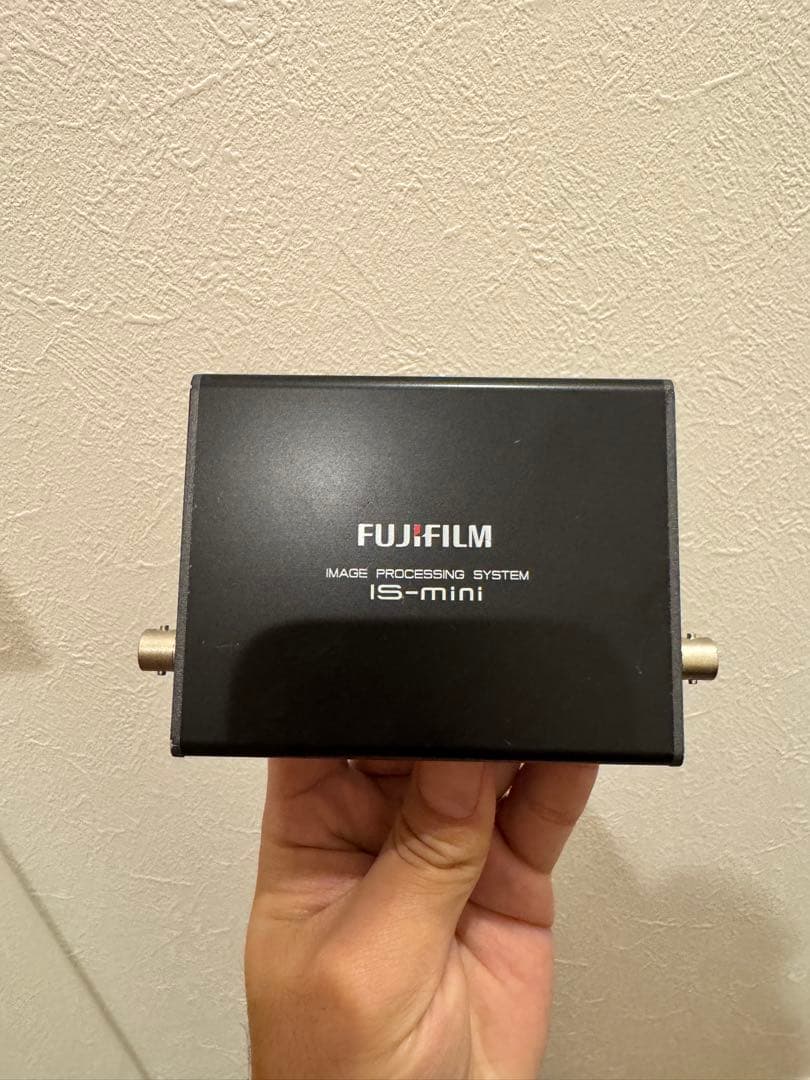 FUJIFILM
IMAGE PROCESSING SYSTEM
IS-mini